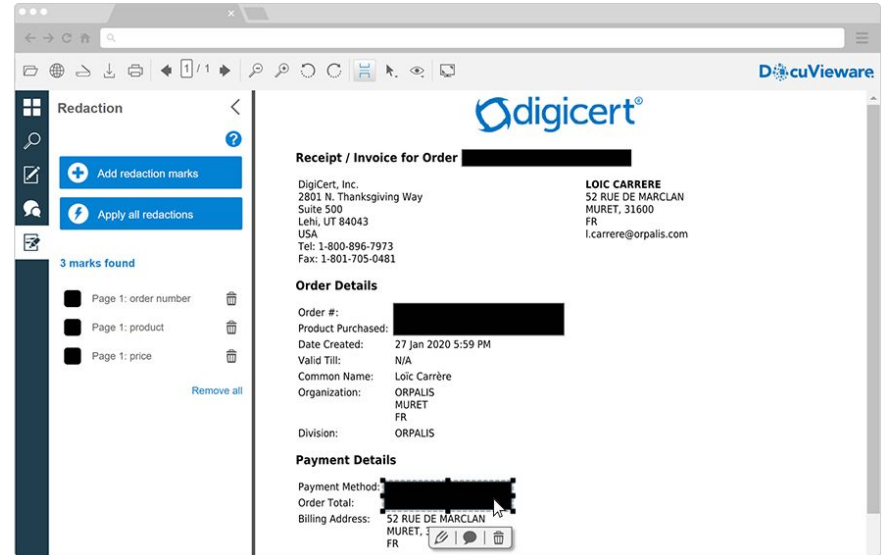 1 / 1
DocuVieware
Redaction
?
Add redaction marks
Apply all redactions
3 marks found
Page 1: order number
Page 1: product
Page 1: price
Remove all
digicert®
Receipt / Invoice for Order
DigiCert, Inc.
2801 N. Thanksgiving Way
Suite 500
Lehi, UT 84043
USA
Tel: 1-800-896-7973
Fax: 1-801-705-0481
LOIC CARRERE
52 RUE DE MARCLAN
MURET, 31600
FR
l.carrere@orpalis.com
Order Details
Order #:
Product Purchased:
Date Created: 27 Jan 2020 5:59 PM
Valid Till: N/A
Common Name: Loïc Carrère
Organization: ORPALIS
MURET
FR
Division: ORPALIS
Payment Details
Payment Method:
Order Total:
Billing Address: 52 RUE DE MARCLAN
MURET,
FR